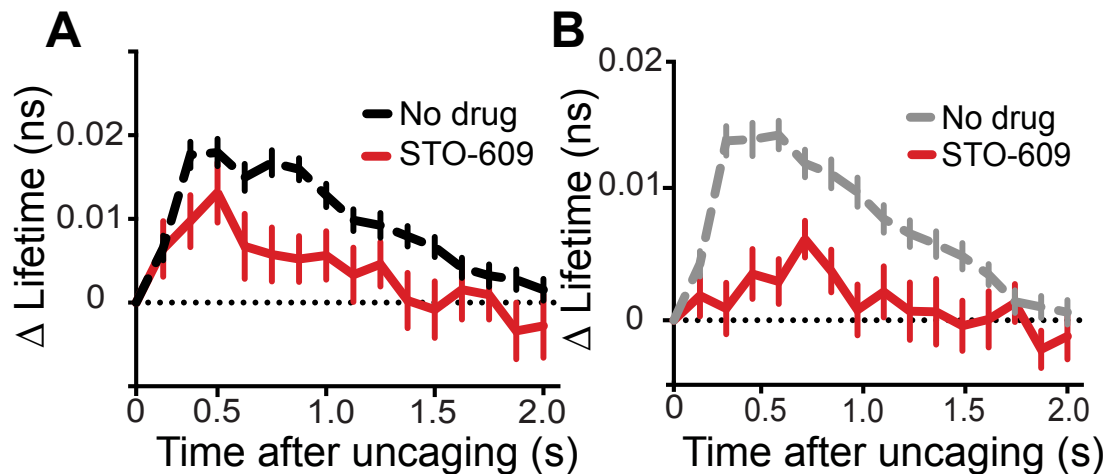 A
Δ Lifetime (ns)
0.02
0.01
0
No drug
STO-609
0
0.5
1.0
1.5
2.0
Time after uncaging (s)
B
Δ Lifetime (ns)
0.02
0.01
0
No drug
STO-609
0
0.5
1.0
1.5
2.0
Time after uncaging (s)